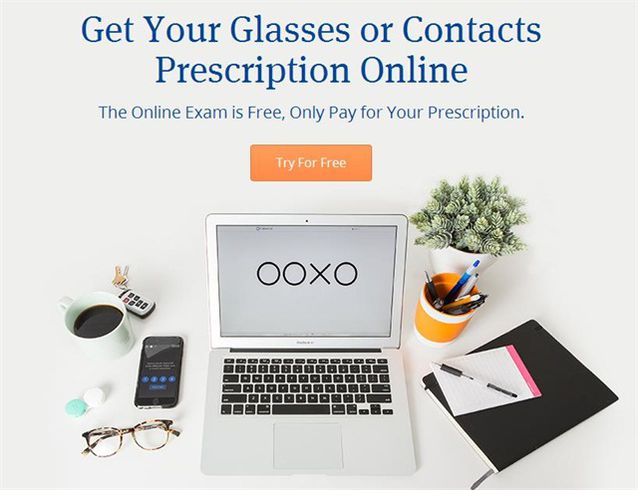 Get Your Glasses or Contacts
Prescription Online
The Online Exam is Free, Only Pay for Your Prescription.
Try For Free
OOXO